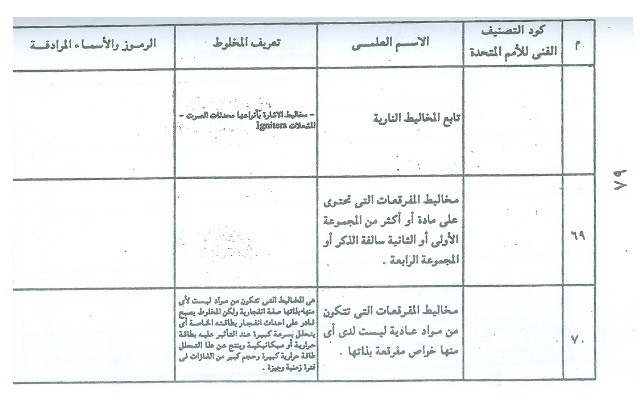 م
كود التصنيف
الفنى للأمم المتحدة
الاسم العلمى
تعريف المخلوط
الرموز والأسماء المرادفة
تابع المخاليط النارية
- مخاليط الاشارة بأنواعها محدثات الصوت -
المشعلات Igniters
٦٩
مخاليط المفرقعات التى تحتوى
على مادة أو أكثر من المجموعة
الأولى أو الثانية سالفة الذكر أو
المجموعة الرابعة .
٧٠
مخاليط المفرقعات التى تتكون
من مواد عادية ليست لدى أى
منها خواص مفرقعة بذاتها .
هى المخاليط التى تتكون من مواد ليست لأى
منها بذاتها صفة انفجارية ولكن المخلوط يصبح
قادر على احداث انفجار بطاقته الخاصة أى
يتحلل بسرعة كبيرة عند التأثير عليه بطاقة
حرارية أو ميكانيكية وينتج عن هذا التحلل
طاقة حرارية كبيرة وحجم كبير من الغازات فى
فترة زمنية وجيزة .
٧٩